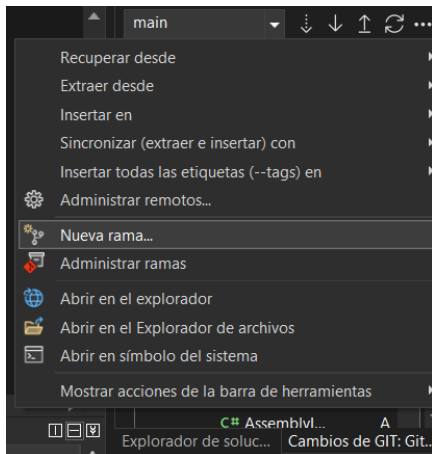 main
Recuperar desde
Extraer desde
Insertar en
Sincronizar (extraer e insertar) con
Insertar todas las etiquetas (--tags) en
Administrar remotos...
Nueva rama...
Administrar ramas
Abrir en el explorador
Abrir en el Explorador de archivos
Abrir en símbolo del sistema
Mostrar acciones de la barra de herramientas
C# AssemblyI... A
Explorador de soluc... Cambios de GIT: Git...